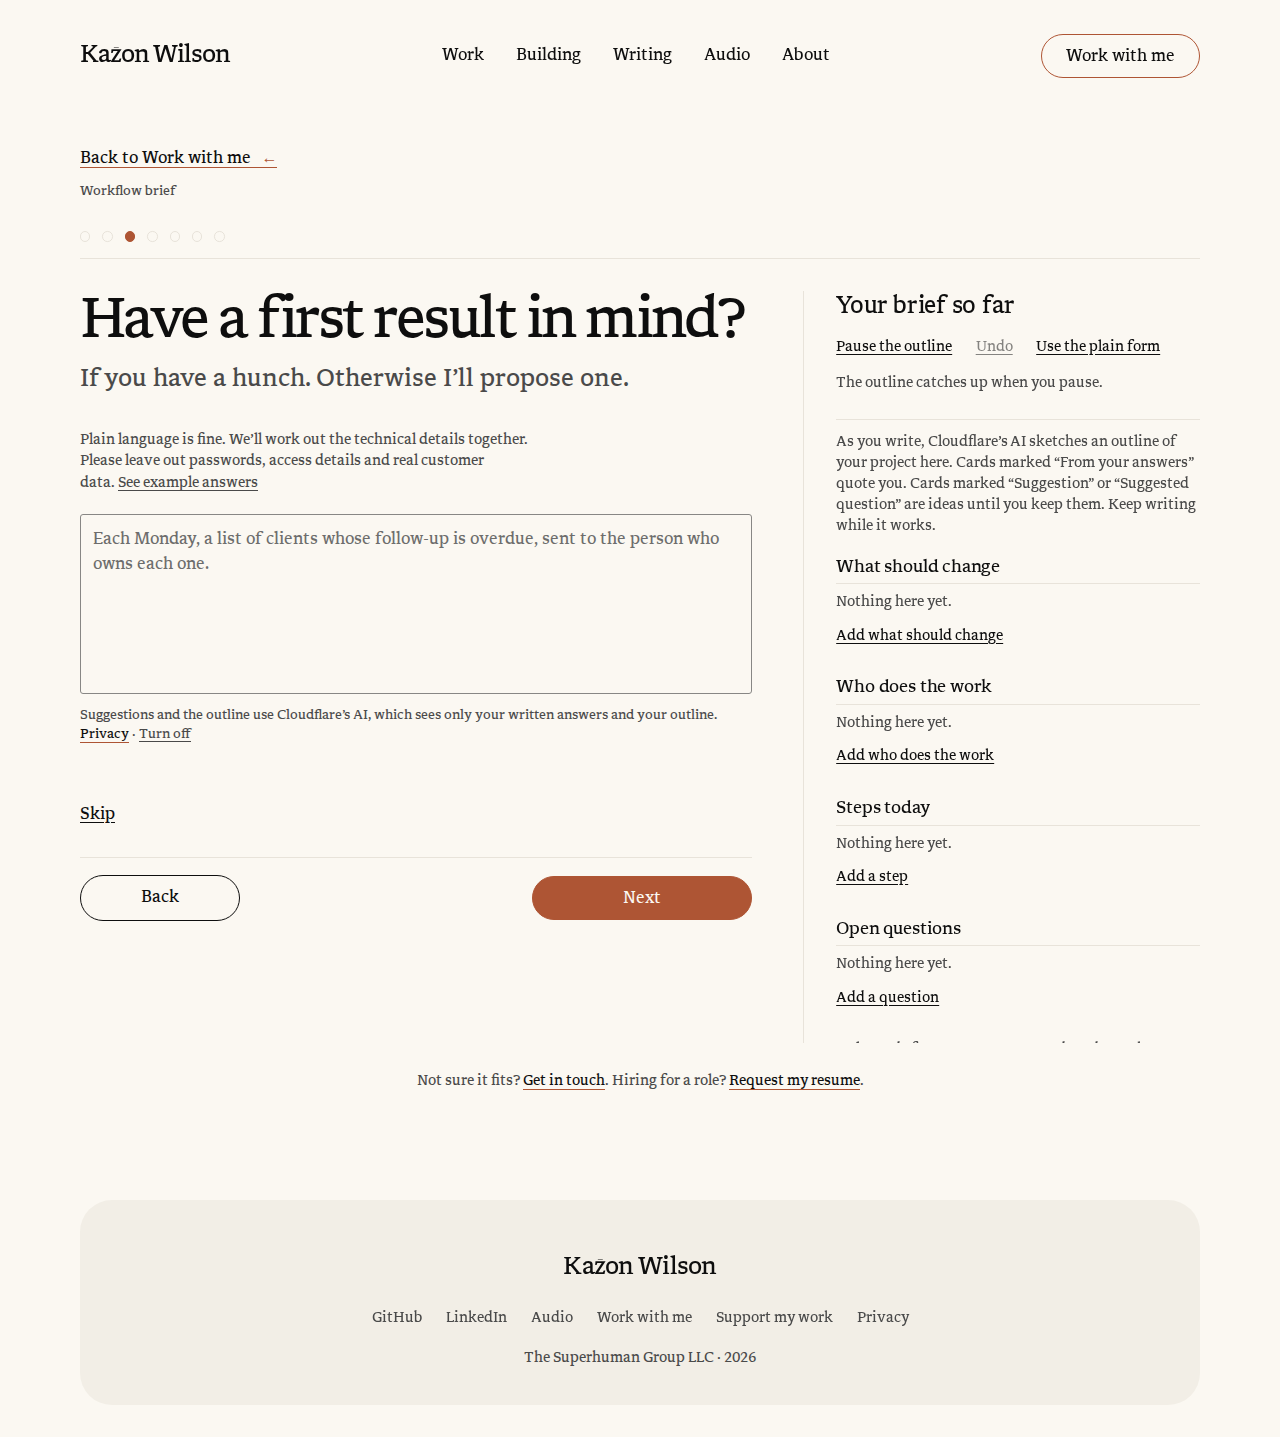 Kažon Wilson
Work
Building
Writing
Audio
About
Work with me
Back to Work with me ←
Workflow brief
Have a first result in mind?
If you have a hunch. Otherwise I’ll propose one.
Plain language is fine. We’ll work out the technical details together.
Please leave out passwords, access details and real customer
data. See example answers
Each Monday, a list of clients whose follow-up is overdue, sent to the person who
owns each one.
Suggestions and the outline use Cloudflare’s AI, which sees only your written answers and your outline.
Privacy · Turn off
Skip
Back
Next
Your brief so far
Pause the outline
Undo
Use the plain form
The outline catches up when you pause.
As you write, Cloudflare’s AI sketches an outline of
your project here. Cards marked “From your answers”
quote you. Cards marked “Suggestion” or “Suggested
question” are ideas until you keep them. Keep writing
while it works.
What should change
Nothing here yet.
Add what should change
Who does the work
Nothing here yet.
Add who does the work
Steps today
Nothing here yet.
Add a step
Open questions
Nothing here yet.
Add a question
Not sure it fits? Get in touch. Hiring for a role? Request my resume.
Kažon Wilson
GitHub
LinkedIn
Audio
Work with me
Support my work
Privacy
The Superhuman Group LLC · 2026